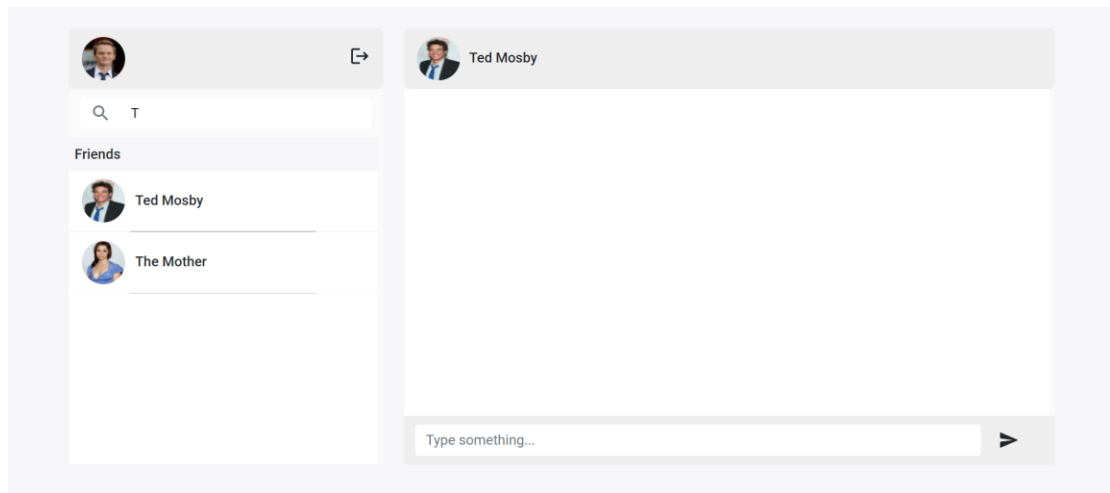 T
Friends
Ted Mosby
The Mother
Ted Mosby
Type something...